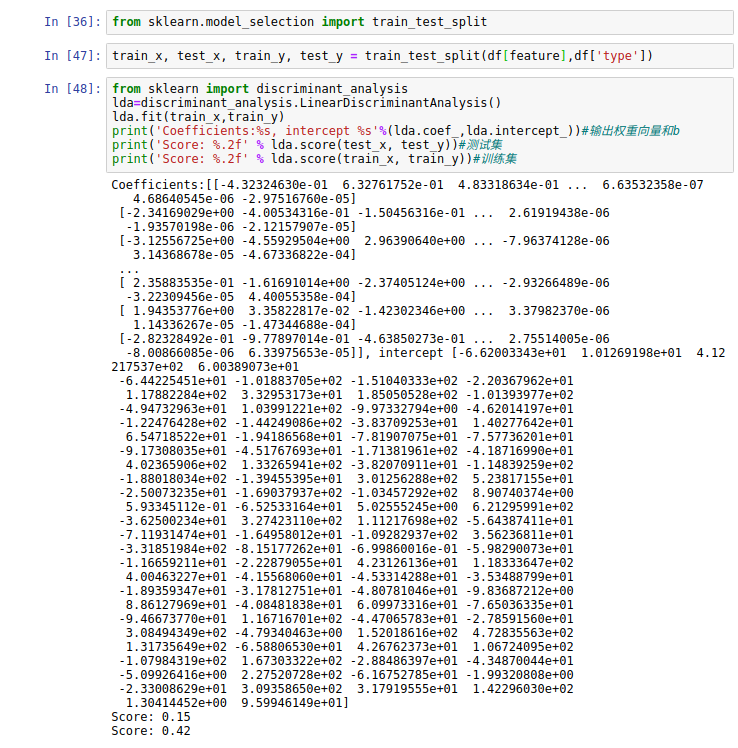 In [36]: from sklearn.model_selection import train_test_split
In [47]: train_x, test_x, train_y, test_y = train_test_split(df[feature],df['type'])
In [48]: from sklearn import discriminant_analysis
lda=discriminant_analysis.LinearDiscriminantAnalysis()
lda.fit(train_x,train_y)
print('Coefficients:%s, intercept %s'%(lda.coef_,lda.intercept_))#输出权重向量和b
print('Score: %.2f' % lda.score(test_x, test_y))#测试集
print('Score: %.2f' % lda.score(train_x, train_y))#训练集
Coefficients:[[-4.32324630e-01  6.32761752e-01  4.83318634e-01 ...  6.63532358e-07
   4.68640545e-06 -2.97516760e-05]
 [-2.34169029e+00 -4.00534316e-01 -1.50456316e-01 ...  2.61919438e-06
  -1.93570198e-06 -2.12157907e-05]
 [-3.12556725e+00 -4.55929504e+00  2.96390640e+00 ... -7.96374128e-06
   3.14368678e-05 -4.67336822e-04]
 ...
 [ 2.35883535e-01 -1.61691014e+00 -2.37405124e+00 ... -2.93266489e-06
  -3.22309456e-05  4.40055358e-04]
 [ 1.94353776e+00  3.35822817e-02 -1.42302346e+00 ...  3.37982370e-06
   1.14336267e-05 -1.47344688e-04]
 [-2.82328492e-01 -9.77897014e-01 -4.63850273e-01 ...  2.75514005e-06
  -8.00866085e-06  6.33975653e-05]], intercept [-6.62003343e+01  1.01269198e+01  4.12
217537e+02  6.00389073e+01
 -6.44225451e+01 -1.01883705e+02 -1.51040333e+02 -2.20367962e+01
  1.17882284e+02  3.32953173e+01  1.85050528e+02 -1.01393977e+02
 -4.94732963e+01  1.03991221e+02 -9.97332794e+00 -4.62014197e+01
 -1.22476428e+02 -1.44249086e+02 -3.83709253e+01  1.40277642e+01
  6.54718522e+01 -1.94186568e+01 -7.81907075e+01 -7.57736201e+01
 -9.17308035e+01 -4.51767693e+01 -1.71381961e+02 -4.18716990e+01
  4.02365906e+02  1.33265941e+02 -3.82070911e+01 -1.14839259e+02
 -1.88018034e+02 -1.39455395e+01  3.01256288e+02  5.23817155e+01
 -2.50073235e+01 -1.69037937e+02 -1.03457292e+02  8.90740374e+00
  5.93345112e-01 -6.52533164e+01  5.02555245e+00  6.21295991e+02
 -3.62500234e+01  3.27423110e+02  1.11217698e+02 -5.64387411e+01
 -7.11931474e+01 -1.64958012e+01 -1.09282937e+02  3.56236811e+01
 -3.31851984e+02 -8.15177262e+01 -6.99860016e-01 -5.98290073e+01
 -1.16659211e+01 -2.22879055e+01  4.23126136e+01  1.18333647e+02
  4.00463227e+01 -4.15568060e+01 -4.53314288e+01 -3.53488799e+01
 -1.89359347e+01 -3.17812751e+01 -4.80781046e+01 -9.83687212e+00
  8.86127969e+01 -4.08481838e+01  6.09973316e+01 -7.65036335e+01
 -9.46673770e+01  1.16716701e+02 -4.47065783e+01 -2.78591560e+01
  3.08494349e+02 -4.79340463e+00  1.52018616e+02  4.72835563e+02
  1.31735649e+02 -6.58806530e+01  4.26762373e+01  1.06724095e+02
 -1.07984319e+02  1.67303322e+02 -2.88486397e+01 -4.34870044e+01
 -5.09926416e+00  2.27520728e+02 -6.16752785e+01 -1.99320808e+00
 -2.33008629e+01  3.09358650e+02  3.17919555e+01  1.42296030e+02
  1.30414452e+00  9.59946149e+01]
Score: 0.15
Score: 0.42